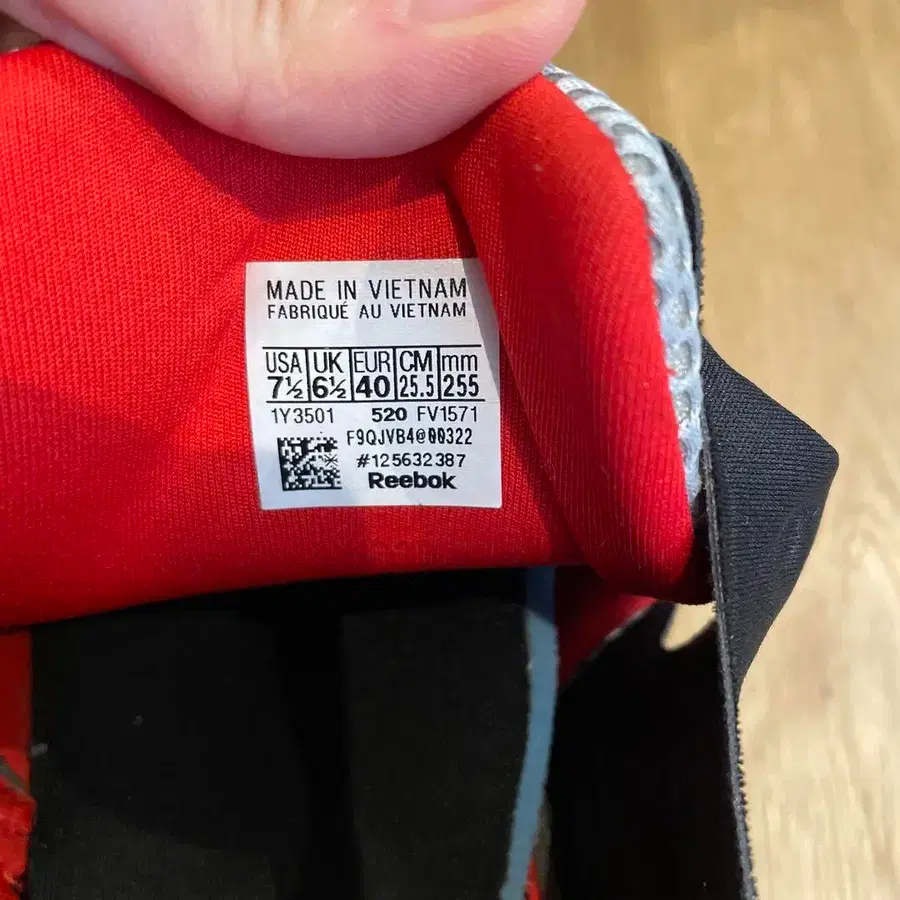 MADE IN VIETNAM
FABRIQUÉ AU VIETNAM
USA UK EUR CM mm
7½ 6½ 40 25.5 255
1Y3501 520 FV1571
F9QJVB4@00322
#125632387
Reebok